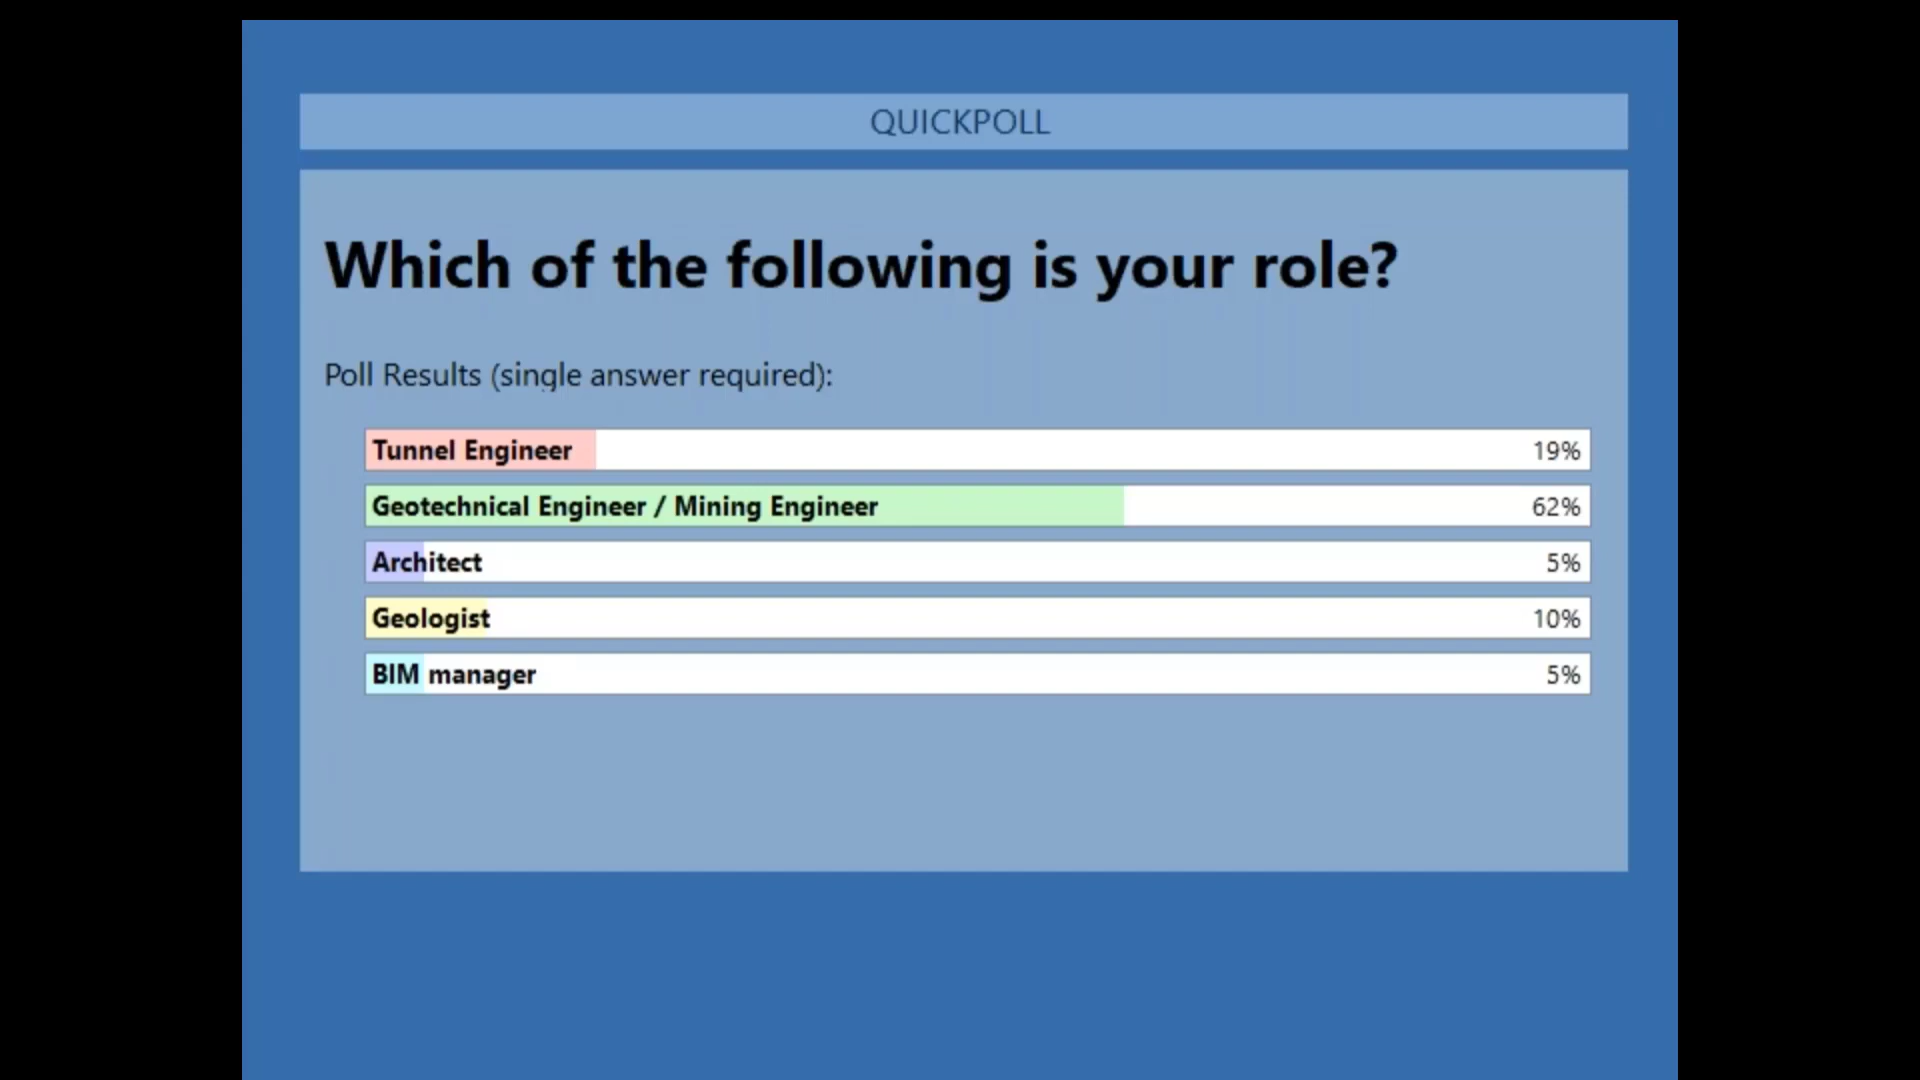 QUICKPOLL
Which of the following is your role?
Poll Results (single answer required):
Tunnel Engineer 19%
Geotechnical Engineer / Mining Engineer 62%
Architect 5%
Geologist 10%
BIM manager 5%